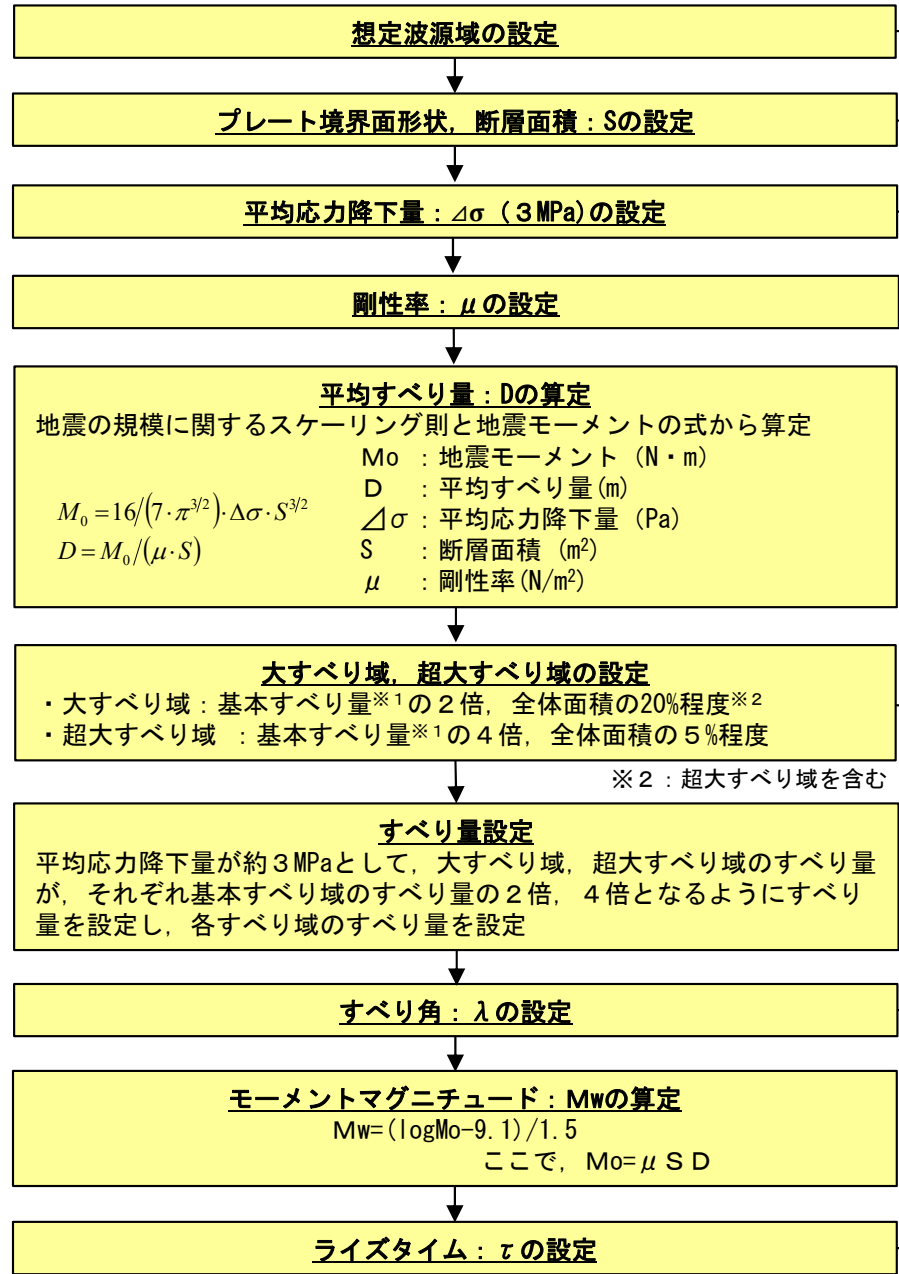 想定波源域の設定
プレート境界面形状，断層面積：Sの設定
平均応力降下量：⊿σ（３MPa)の設定
剛性率：μの設定
平均すべり量：Dの算定
地震の規模に関するスケーリング則と地震モーメントの式から算定
M₀ = 16/(7・π^{3/2})・Δσ・S^{3/2}
D = M₀/(μ・S)
Ｍo ：地震モーメント（N・m）
Ｄ ：平均すべり量(m)
⊿σ：平均応力降下量（Pa）
S ：断層面積（m²）
μ ：剛性率(N/m²)
大すべり域，超大すべり域の設定
・大すべり域：基本すべり量※¹の２倍，全体面積の20%程度※²
・超大すべり域 ：基本すべり量※¹の４倍，全体面積の５%程度
※２：超大すべり域を含む
すべり量設定
平均応力降下量が約３MPaとして，大すべり域，超大すべり域のすべり量
が，それぞれ基本すべり域のすべり量の２倍，４倍となるようにすべり
量を設定し，各すべり域のすべり量を設定
すべり角：λの設定
モーメントマグニチュード：Ｍwの算定
Ｍw=(logＭo-9.1)/1.5
ここで，Ｍo=μＳＤ
ライズタイム：τの設定